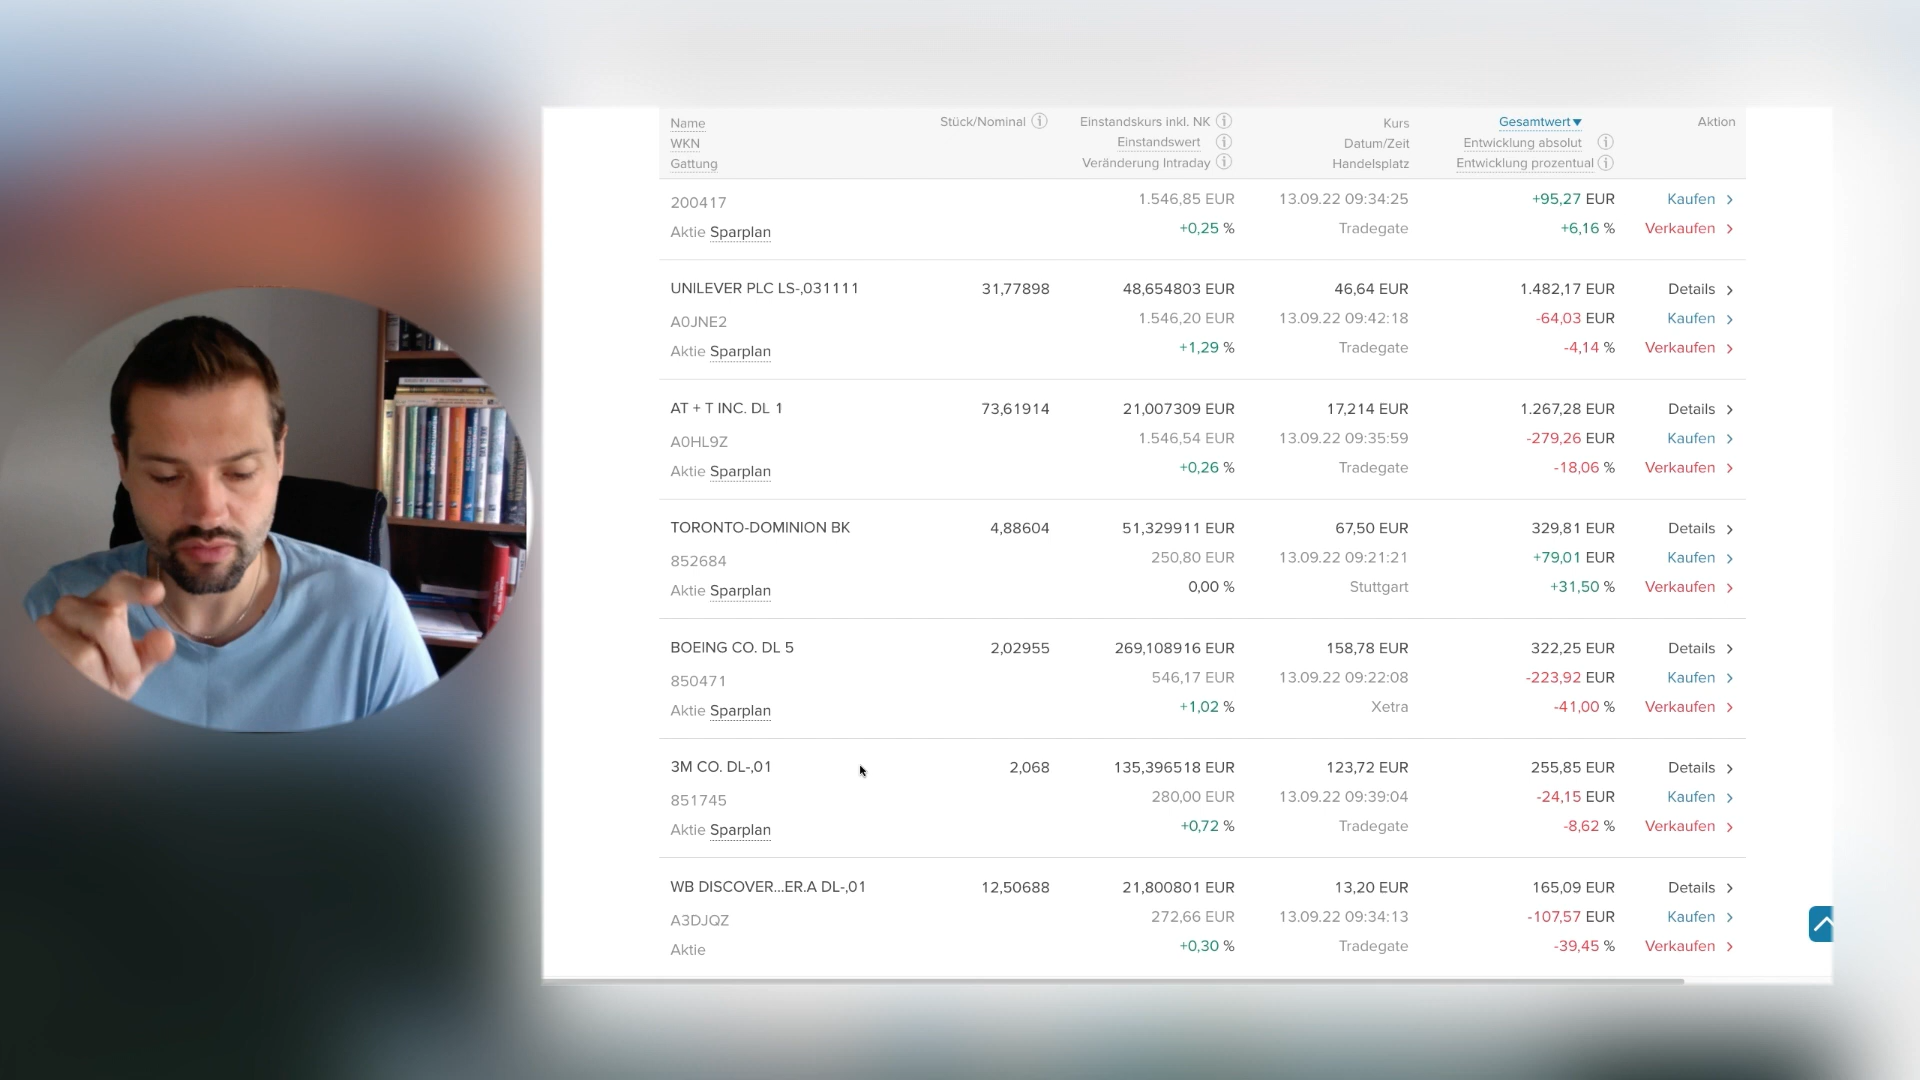 Name Stück/Nominal Einstandskurs inkl. NK Kurs Gesamtwert▼ Aktion
WKN Einstandswert Datum/Zeit Entwicklung absolut
Gattung Veränderung Intraday Handelsplatz Entwicklung prozentual
200417 1.546,85 EUR 13.09.22 09:34:25 +95,27 EUR Kaufen >
Aktie Sparplan +0,25 % Tradegate +6,16 % Verkaufen >
UNILEVER PLC LS-,031111 31,77898 48,654803 EUR 46,64 EUR 1.482,17 EUR Details >
A0JNE2 1.546,20 EUR 13.09.22 09:42:18 -64,03 EUR Kaufen >
Aktie Sparplan +1,29 % Tradegate -4,14 % Verkaufen >
AT + T INC. DL 1 73,61914 21,007309 EUR 17,214 EUR 1.267,28 EUR Details >
A0HL9Z 1.546,54 EUR 13.09.22 09:35:59 -279,26 EUR Kaufen >
Aktie Sparplan +0,26 % Tradegate -18,06 % Verkaufen >
TORONTO-DOMINION BK 4,88604 51,329911 EUR 67,50 EUR 329,81 EUR Details >
852684 250,80 EUR 13.09.22 09:21:21 +79,01 EUR Kaufen >
Aktie Sparplan 0,00 % Stuttgart +31,50 % Verkaufen >
BOEING CO. DL 5 2,02955 269,108916 EUR 158,78 EUR 322,25 EUR Details >
850471 546,17 EUR 13.09.22 09:22:08 -223,92 EUR Kaufen >
Aktie Sparplan +1,02 % Xetra -41,00 % Verkaufen >
3M CO. DL-,01 2,068 135,396518 EUR 123,72 EUR 255,85 EUR Details >
851745 280,00 EUR 13.09.22 09:39:04 -24,15 EUR Kaufen >
Aktie Sparplan +0,72 % Tradegate -8,62 % Verkaufen >
WB DISCOVER...ER.A DL-,01 12,50688 21,800801 EUR 13,20 EUR 165,09 EUR Details >
A3DJQZ 272,66 EUR 13.09.22 09:34:13 -107,57 EUR Kaufen >
Aktie +0,30 % Tradegate -39,45 % Verkaufen >